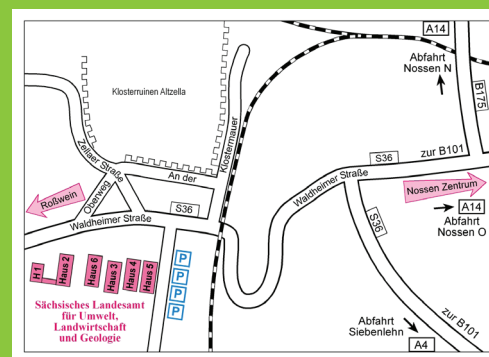 A14
Abfahrt
Nossen N
B175
Klosterruinen Altzella
Klostermauer
zur B101
Zellaer Straße
An der
S36
Waldheimer Straße
Nossen Zentrum
Roßwein
Oberweg
S36
Waldheimer Straße
A14
Abfahrt
Nossen O
S36
H1
Haus 2
Haus 6
Haus 3
Haus 4
Haus 5
P
P
P
P
Sächsisches Landesamt
für Umwelt,
Landwirtschaft
und Geologie
zur B101
Abfahrt
Siebenlehn
A4